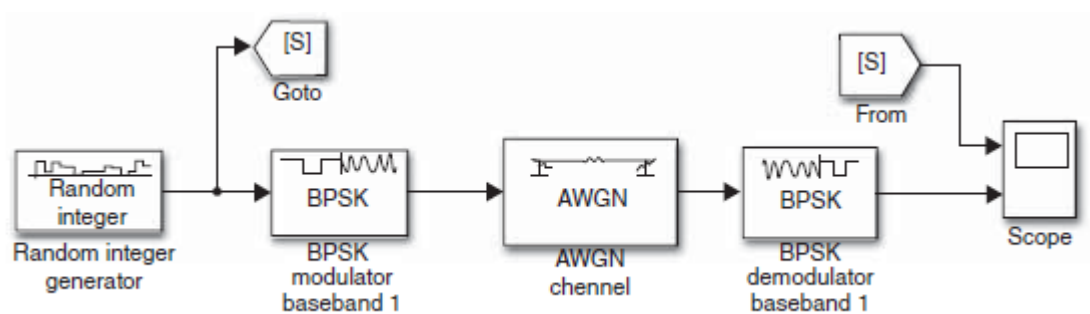 [S]
Goto
[S]
From
Random
integer
Random integer
generator
BPSK
BPSK
modulator
baseband 1
AWGN
AWGN
chennel
BPSK
BPSK
demodulator
baseband 1
Scope